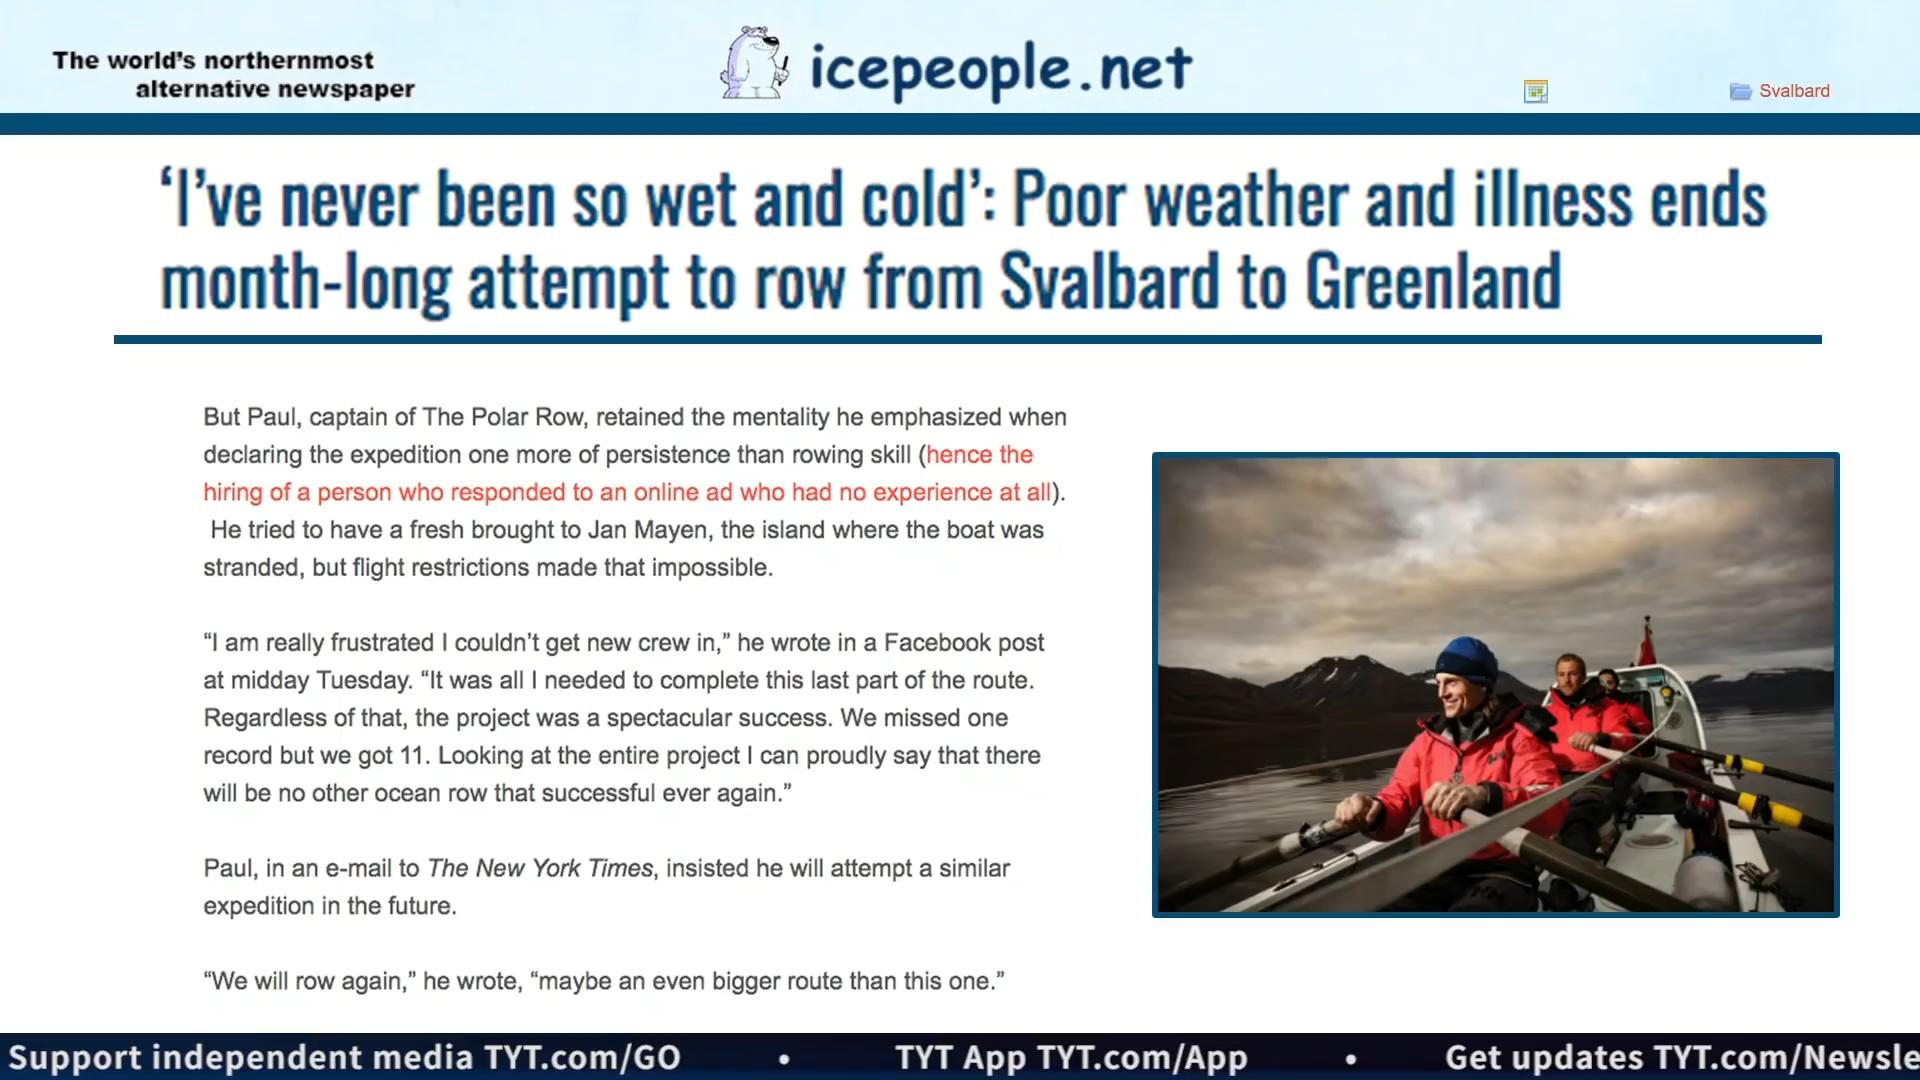 The world's northernmost
alternative newspaper
icepeople.net
Svalbard
‘I’ve never been so wet and cold’: Poor weather and illness ends
month-long attempt to row from Svalbard to Greenland
But Paul, captain of The Polar Row, retained the mentality he emphasized when
declaring the expedition one more of persistence than rowing skill (hence the
hiring of a person who responded to an online ad who had no experience at all).
He tried to have a fresh brought to Jan Mayen, the island where the boat was
stranded, but flight restrictions made that impossible.
“I am really frustrated I couldn’t get new crew in,” he wrote in a Facebook post
at midday Tuesday. “It was all I needed to complete this last part of the route.
Regardless of that, the project was a spectacular success. We missed one
record but we got 11. Looking at the entire project I can proudly say that there
will be no other ocean row that successful ever again.”
Paul, in an e-mail to The New York Times, insisted he will attempt a similar
expedition in the future.
“We will row again,” he wrote, “maybe an even bigger route than this one.”
Support independent media TYT.com/GO • TYT App TYT.com/App • Get updates TYT.com/Newsle